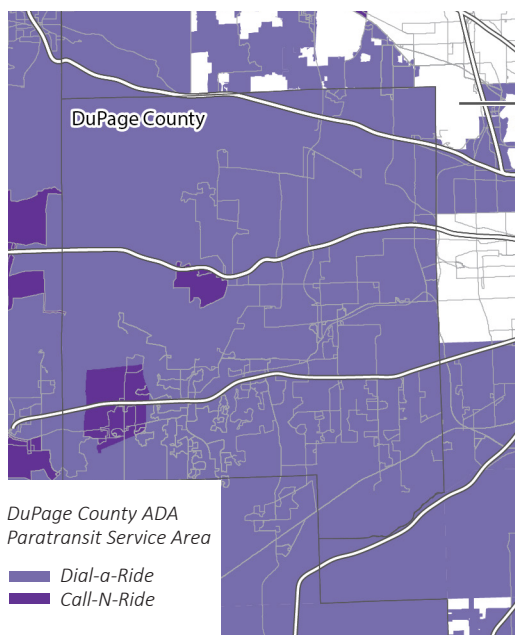 DuPage County
DuPage County ADA
Paratransit Service Area
Dial-a-Ride
Call-N-Ride